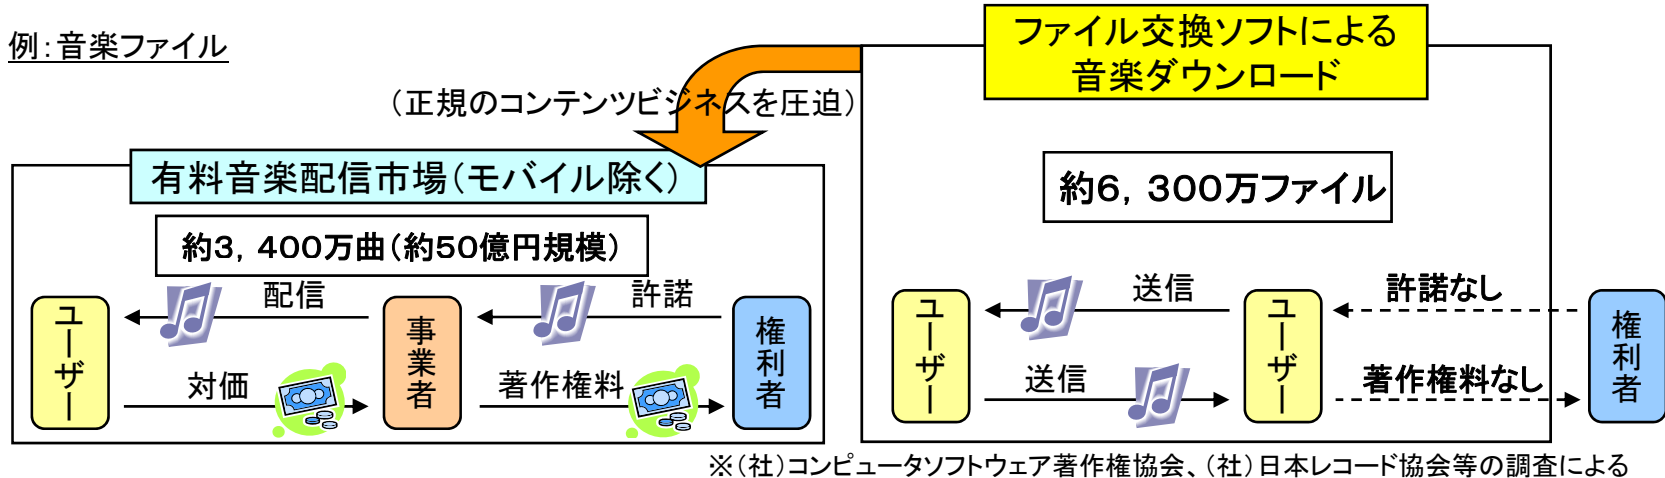 例：音楽ファイル
ファイル交換ソフトによる
音楽ダウンロード
（正規のコンテンツビジネスを圧迫）
有料音楽配信市場（モバイル除く）
約3，400万曲（約50億円規模）
ユーザー
配信
対価
事業者
許諾
著作権料
権利者
約6，300万ファイル
ユーザー
送信
送信
ユーザー
許諾なし
著作権料なし
権利者
※（社）コンピュータソフトウェア著作権協会、（社）日本レコード協会等の調査による